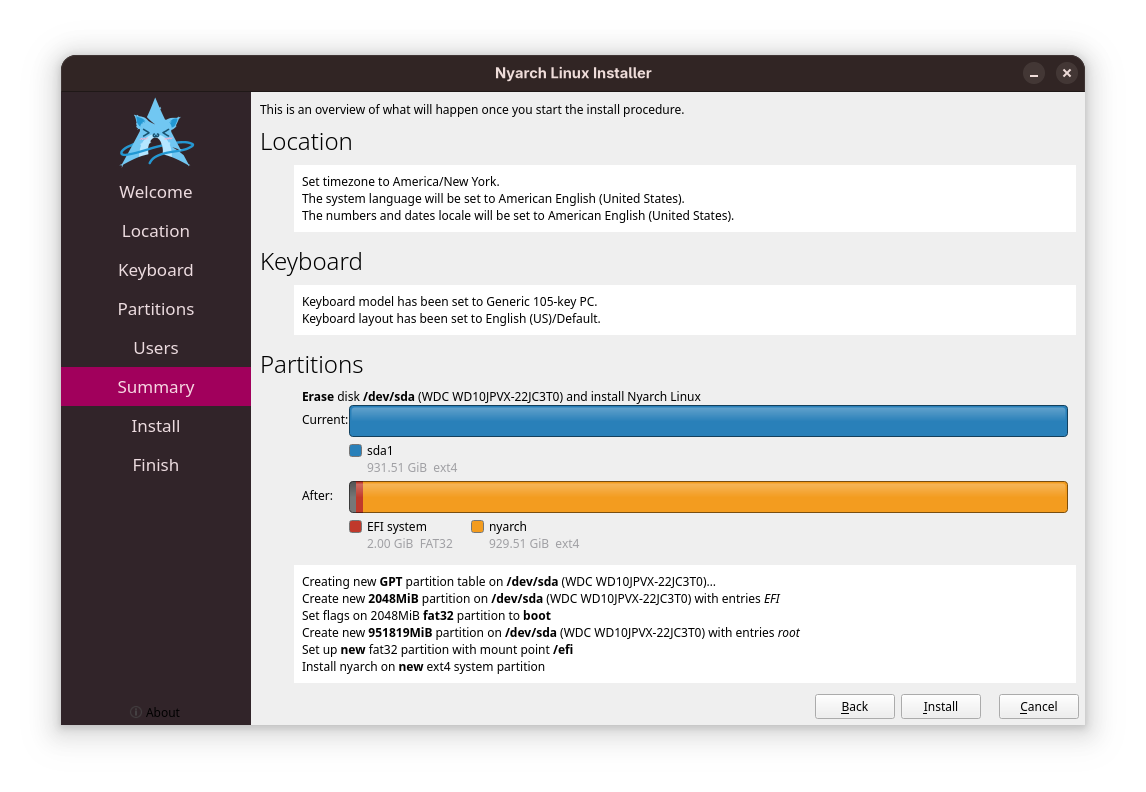 Nyarch Linux Installer
Welcome
Location
Keyboard
Partitions
Users
Summary
Install
Finish
About
This is an overview of what will happen once you start the install procedure.
Location
Set timezone to America/New York.
The system language will be set to American English (United States).
The numbers and dates locale will be set to American English (United States).
Keyboard
Keyboard model has been set to Generic 105-key PC.
Keyboard layout has been set to English (US)/Default.
Partitions
Erase disk /dev/sda (WDC WD10JPVX-22JC3T0) and install Nyarch Linux
Current:
sda1
931.51 GiB ext4
After:
EFI system nyarch
2.00 GiB FAT32 929.51 GiB ext4
Creating new GPT partition table on /dev/sda (WDC WD10JPVX-22JC3T0)...
Create new 2048MiB partition on /dev/sda (WDC WD10JPVX-22JC3T0) with entries EFI
Set flags on 2048MiB fat32 partition to boot
Create new 951819MiB partition on /dev/sda (WDC WD10JPVX-22JC3T0) with entries root
Set up new fat32 partition with mount point /efi
Install nyarch on new ext4 system partition
Back Install Cancel